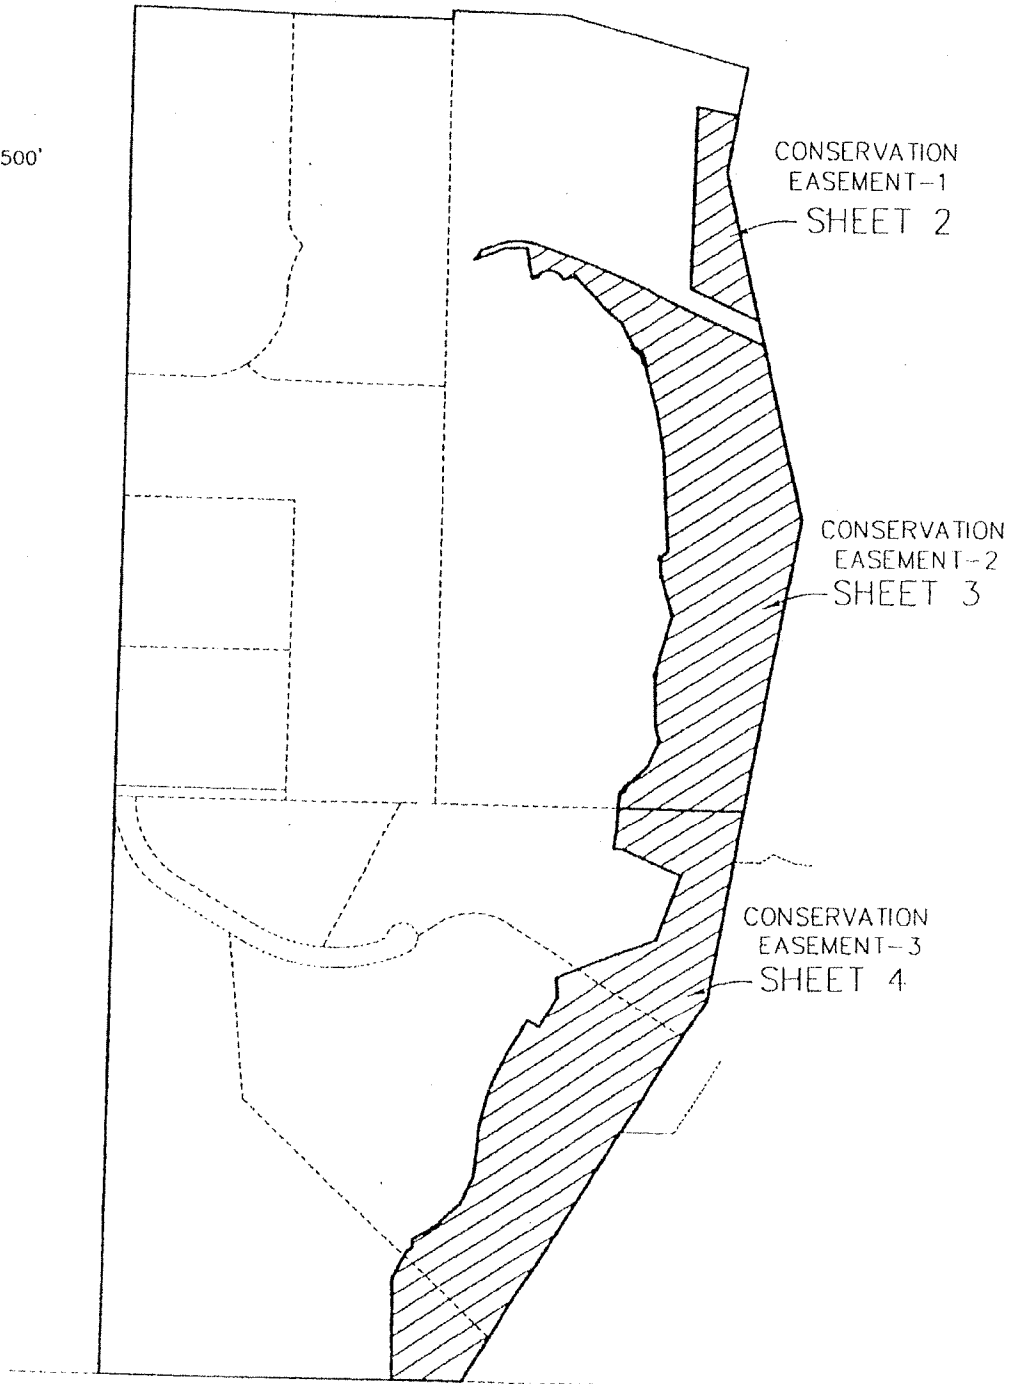 500'
CONSERVATION
EASEMENT-1
SHEET 2
CONSERVATION
EASEMENT-2
SHEET 3
CONSERVATION
EASEMENT-3
SHEET 4